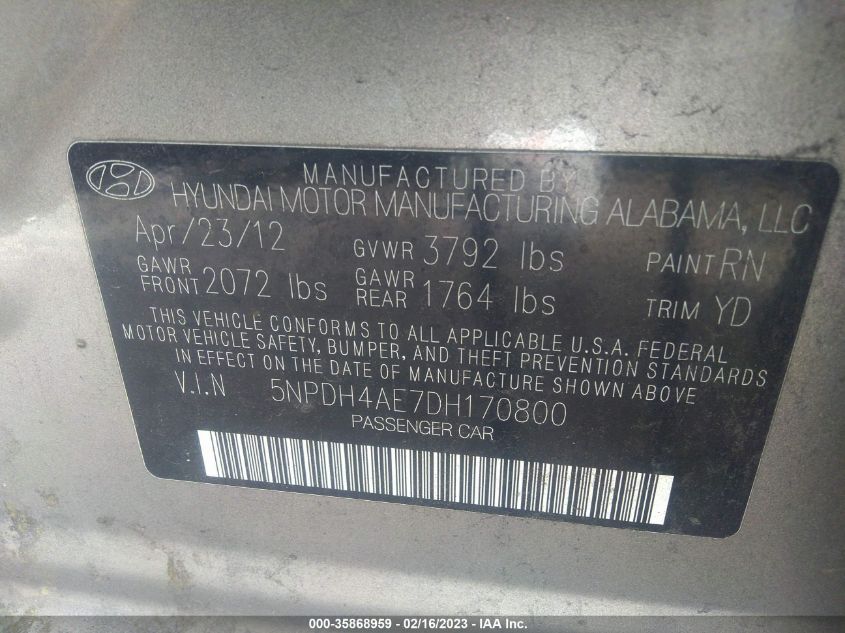 MANUFACTURED BY
HYUNDAI MOTOR MANUFACTURING ALABAMA, LLC
Apr/23/12 GVWR 3792 lbs PAINT RN
GAWR FRONT 2072 lbs GAWR REAR 1764 lbs TRIM YD
THIS VEHICLE CONFORMS TO ALL APPLICABLE U.S.A. FEDERAL
MOTOR VEHICLE SAFETY, BUMPER, AND THEFT PREVENTION STANDARDS
IN EFFECT ON THE DATE OF MANUFACTURE SHOWN ABOVE
V.I.N 5NPDH4AE7DH170800
PASSENGER CAR
000-35868959 - 02/16/2023 - IAA Inc.